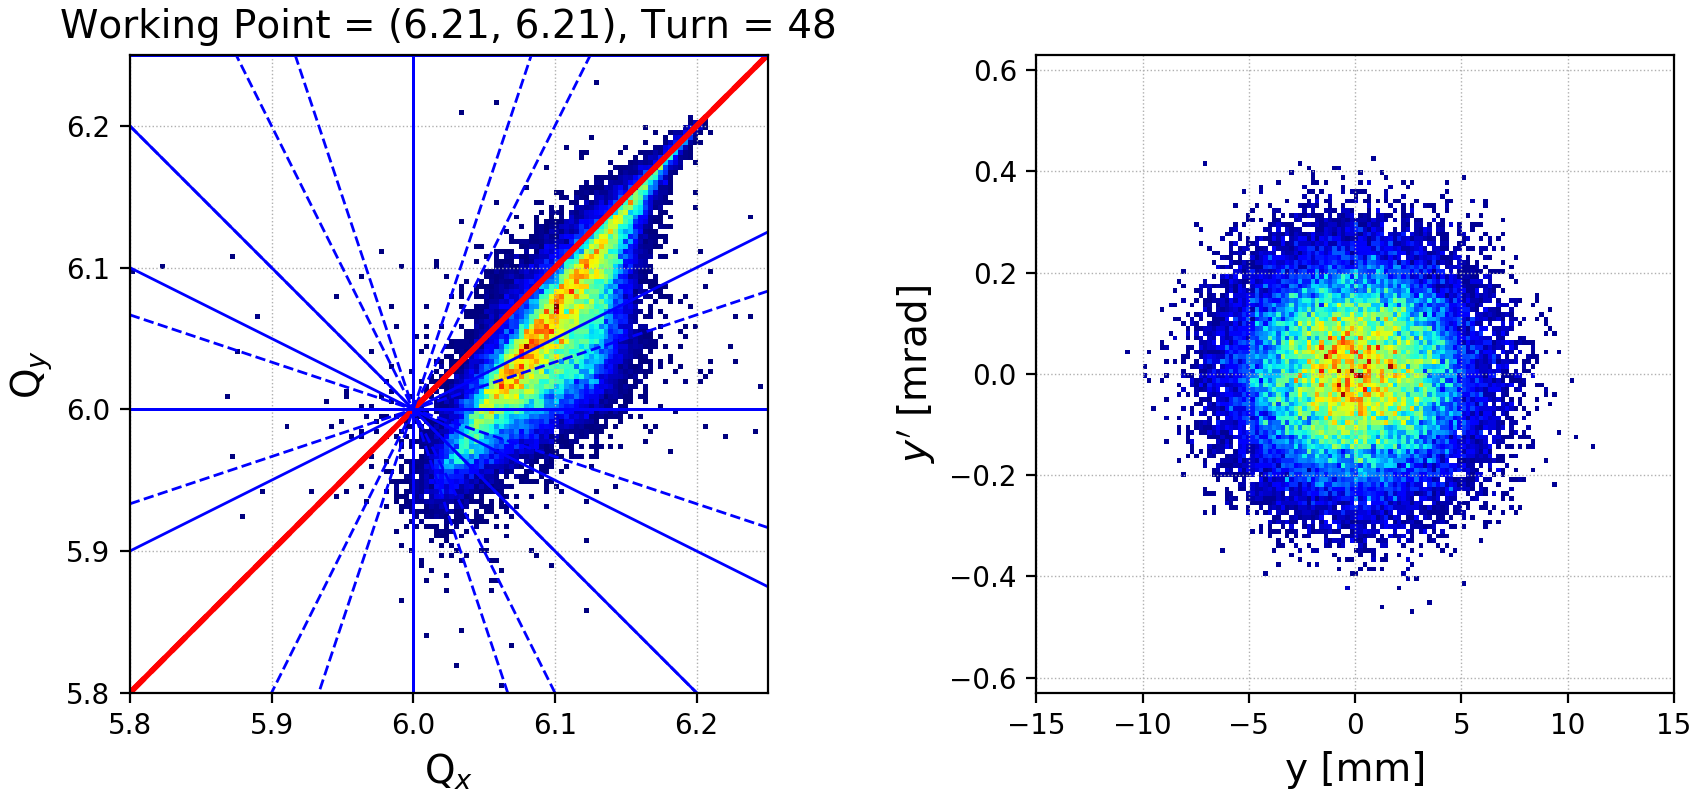 Working Point = (6.21, 6.21), Turn = 48
6.2
6.1
6.0
5.9
5.8
Q_y
5.8 5.9 6.0 6.1 6.2
Q_x
0.6
0.4
0.2
0.0
−0.2
−0.4
−0.6
y′ [mrad]
−15 −10 −5 0 5 10 15
y [mm]